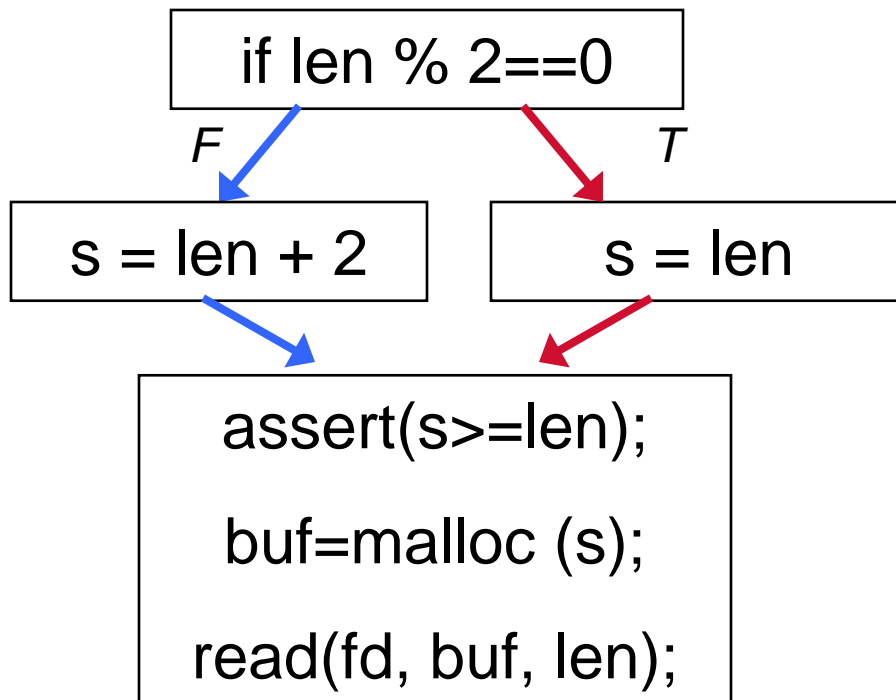 if len % 2==0
F
T
s = len + 2
s = len
assert(s>=len);
buf=malloc (s);
read(fd, buf, len);